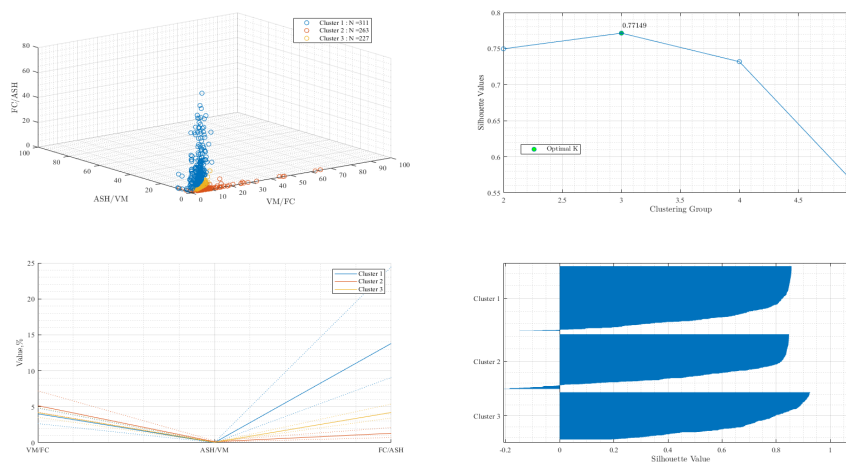 Cluster 1 : N =311
Cluster 2 : N =263
Cluster 3 : N =227
80
60
40
20
0
FC/ASH
100
80
60
40
20
0
ASH/VM
0
10
20
30
40
50
60
70
80
90
100
VM/FC
0.8
0.75
0.7
0.65
0.6
0.55
Silhouette Values
0.77149
Optimal K
2
2.5
3
3.5
4
4.5
Clustering Group
25
20
15
10
5
0
Value,%
Cluster 1
Cluster 2
Cluster 3
VM/FC
ASH/VM
FC/ASH
Cluster 1
Cluster 2
Cluster 3
-0.2
0
0.2
0.4
0.6
0.8
1
Silhouette Value